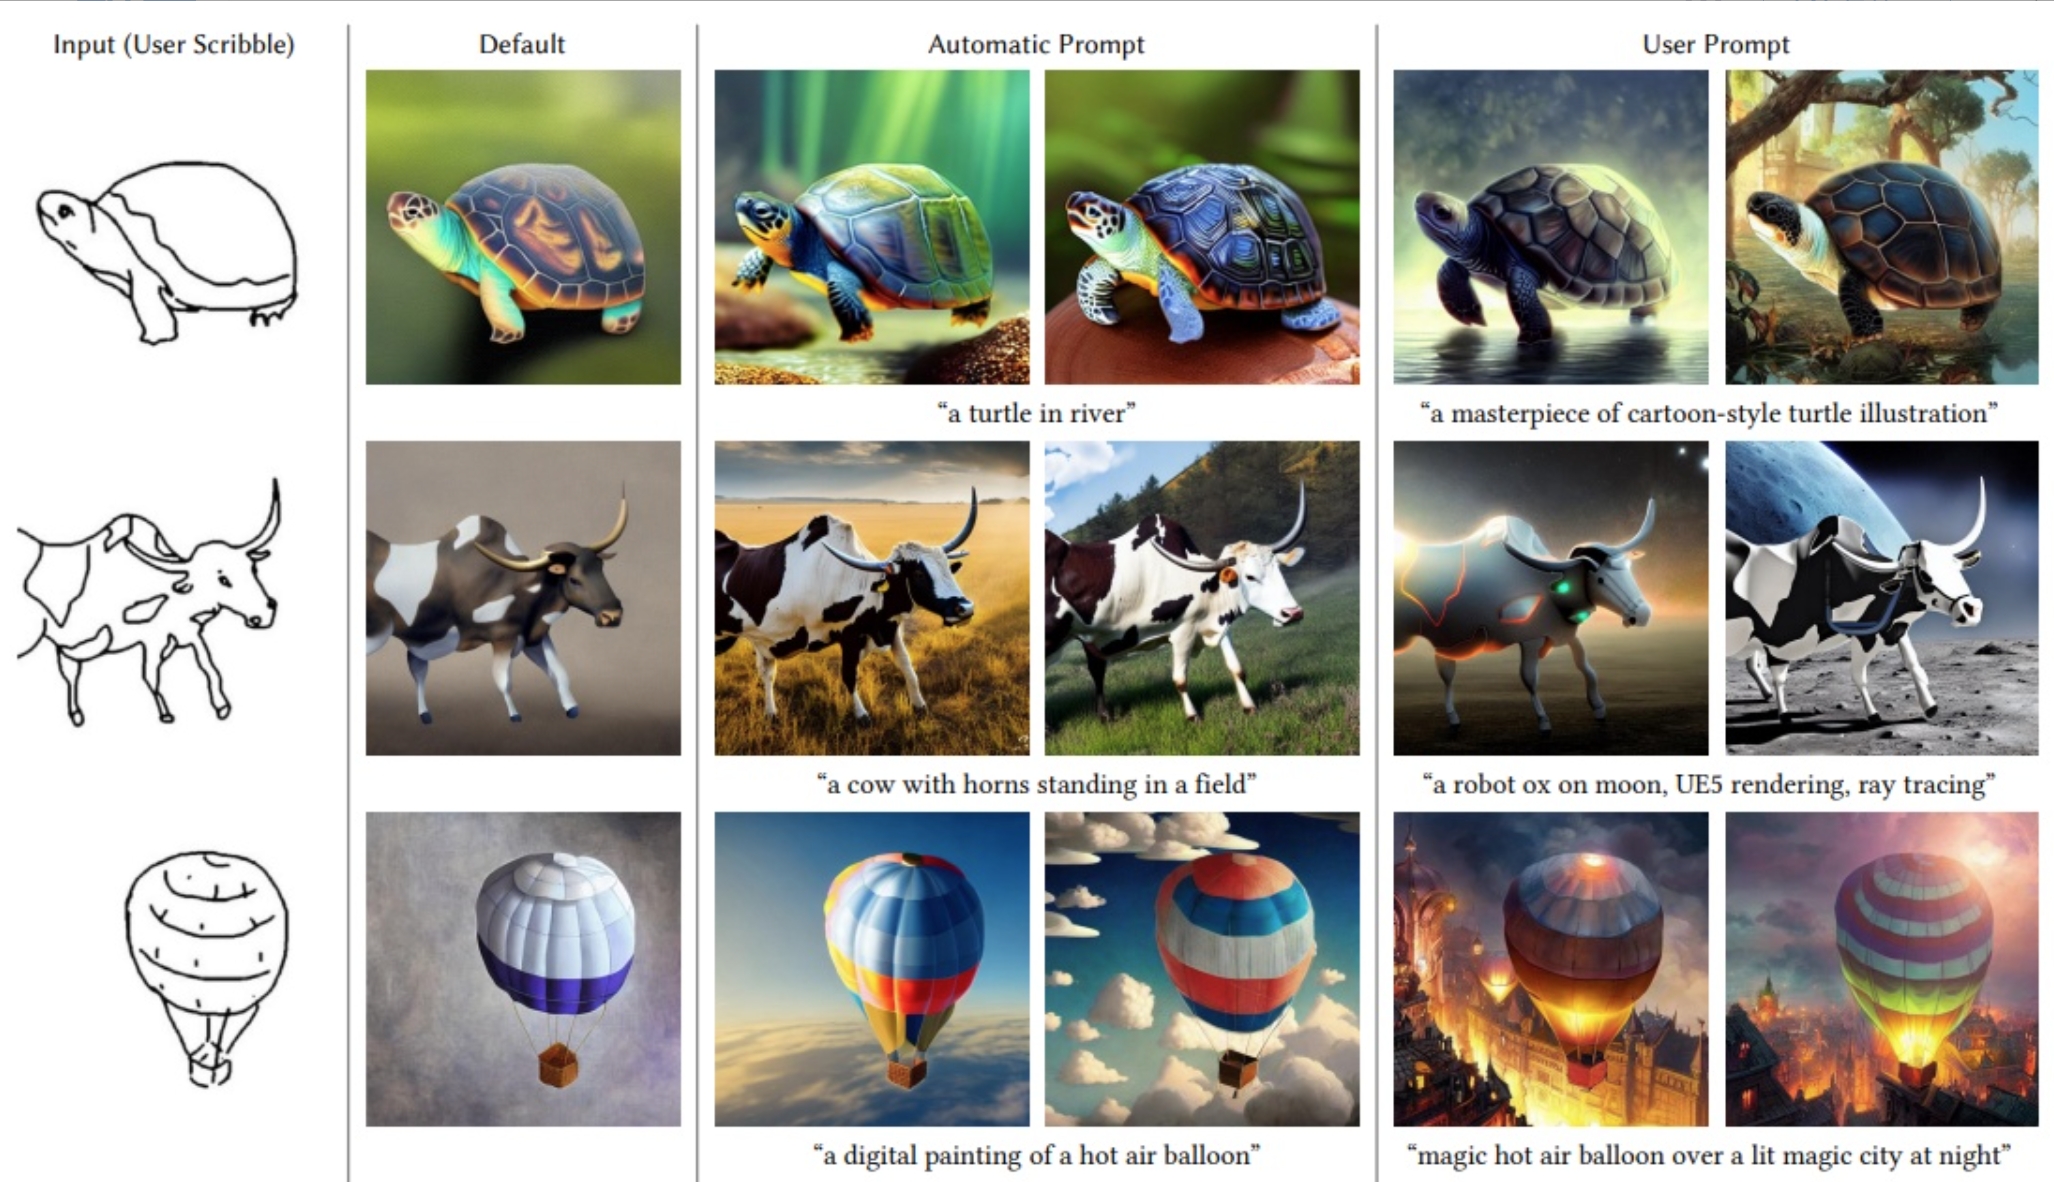 Input (User Scribble)
Default
Automatic Prompt
User Prompt
“a turtle in river”
“a masterpiece of cartoon-style turtle illustration”
“a cow with horns standing in a field”
“a robot ox on moon, UE5 rendering, ray tracing”
“a digital painting of a hot air balloon”
“magic hot air balloon over a lit magic city at night”